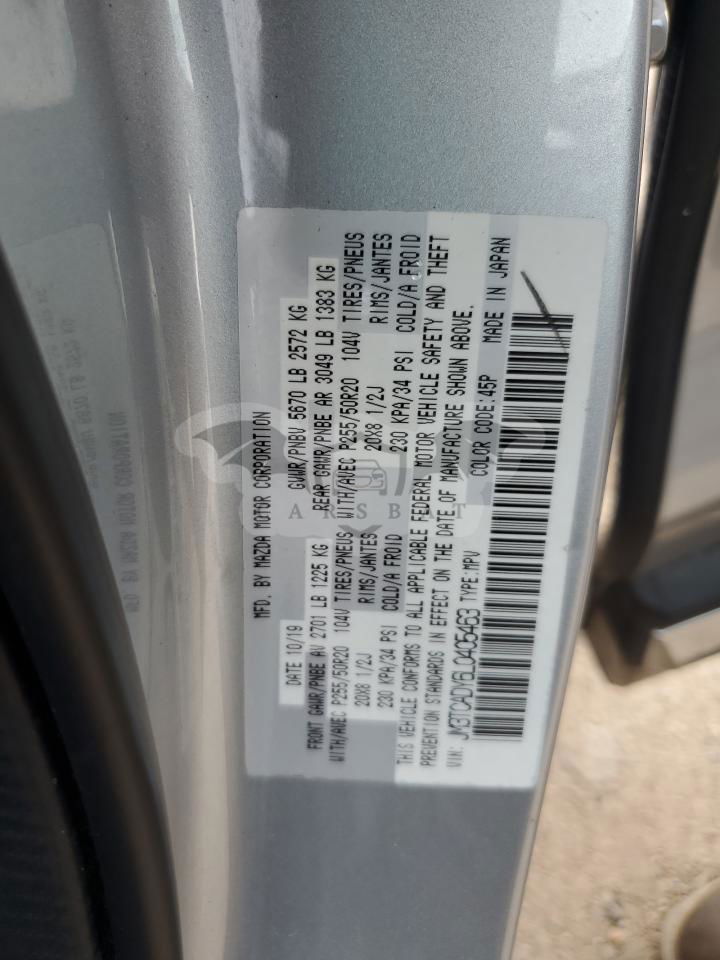 MFD. BY MAZDA MOTOR CORPORATION
DATE 10/19 GVWR/PNBV 5670 LB 2572 KG
FRONT GAWR/PNBE AV 2701 LB 1225 KG REAR GAWR/PNBE AR 3049 LB 1383 KG
WITH/AVEC P255/50R20 104V TIRES/PNEUS WITH/AVEC P255/50R20 104V TIRES/PNEUS
20X8 1/2J RIMS/JANTES 20X8 1/2J RIMS/JANTES
230 KPA/34 PSI COLD/A FROID 230 KPA/34 PSI COLD/A FROID
THIS VEHICLE CONFORMS TO ALL APPLICABLE FEDERAL MOTOR VEHICLE SAFETY AND THEFT
PREVENTION STANDARDS IN EFFECT ON THE DATE OF MANUFACTURE SHOWN ABOVE.
VIN: JM3TCADY6L0405463 TYPE:MPV COLOR CODE:45P MADE IN JAPAN
ARSBAT